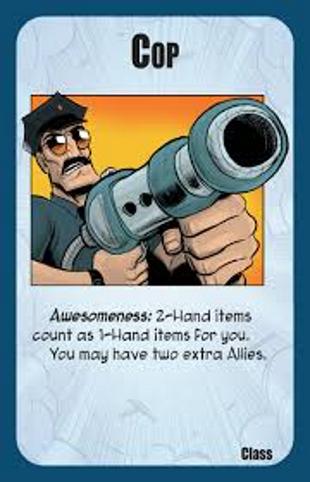 Cop
Awesomeness: 2-Hand items
count as 1-Hand items for you.
You may have two extra Allies.
Class